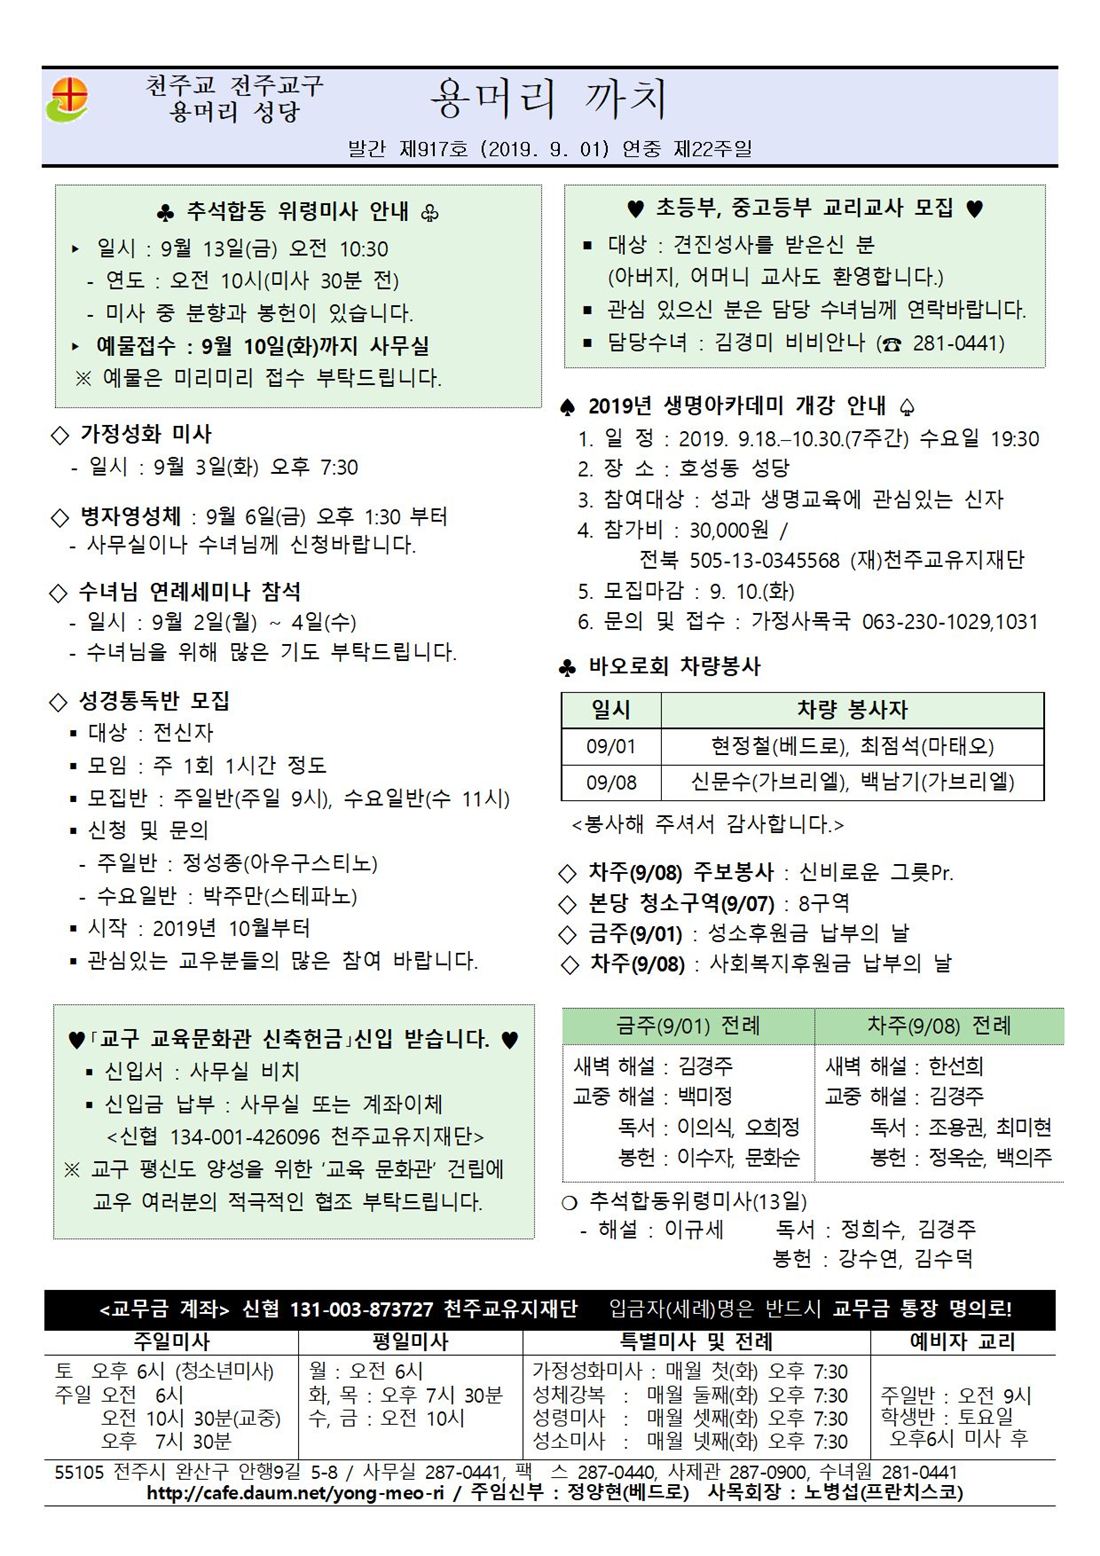 천주교 전주교구
용머리 성당
용머리 까치
발간 제917호 (2019. 9. 01) 연중 제22주일
♣ 추석합동 위령미사 안내 ♧
▸ 일시 : 9월 13일(금) 오전 10:30
- 연도 : 오전 10시(미사 30분 전)
- 미사 중 분향과 봉헌이 있습니다.
▸ 예물접수 : 9월 10일(화)까지 사무실
※ 예물은 미리미리 접수 부탁드립니다.
◇ 가정성화 미사
- 일시 : 9월 3일(화) 오후 7:30
◇ 병자영성체 : 9월 6일(금) 오후 1:30 부터
- 사무실이나 수녀님께 신청바랍니다.
◇ 수녀님 연례세미나 참석
- 일시 : 9월 2일(월) ~ 4일(수)
- 수녀님을 위해 많은 기도 부탁드립니다.
◇ 성경통독반 모집
▪ 대상 : 전신자
▪ 모임 : 주 1회 1시간 정도
▪ 모집반 : 주일반(주일 9시), 수요일반(수 11시)
▪ 신청 및 문의
- 주일반 : 정성종(아우구스티노)
- 수요일반 : 박주만(스테파노)
▪ 시작 : 2019년 10월부터
▪ 관심있는 교우분들의 많은 참여 바랍니다.
♥「교구 교육문화관 신축헌금」신입 받습니다. ♥
▪ 신입서 : 사무실 비치
▪ 신입금 납부 : 사무실 또는 계좌이체
<신협 134-001-426096 천주교유지재단>
※ 교구 평신도 양성을 위한 '교육 문화관' 건립에
교우 여러분의 적극적인 협조 부탁드립니다.
♥ 초등부, 중고등부 교리교사 모집 ♥
▪ 대상 : 견진성사를 받은신 분
(아버지, 어머니 교사도 환영합니다.)
▪ 관심 있으신 분은 담당 수녀님께 연락바랍니다.
▪ 담당수녀 : 김경미 비비안나 (☎ 281-0441)
♠ 2019년 생명아카데미 개강 안내 ♤
1. 일 정 : 2019. 9.18.–10.30.(7주간) 수요일 19:30
2. 장 소 : 호성동 성당
3. 참여대상 : 성과 생명교육에 관심있는 신자
4. 참가비 : 30,000원 /
전북 505-13-0345568 (재)천주교유지재단
5. 모집마감 : 9. 10.(화)
6. 문의 및 접수 : 가정사목국 063-230-1029,1031
♣ 바오로회 차량봉사
일시 차량 봉사자
09/01 현정철(베드로), 최점석(마태오)
09/08 신문수(가브리엘), 백남기(가브리엘)
<봉사해 주셔서 감사합니다.>
◇ 차주(9/08) 주보봉사 : 신비로운 그릇Pr.
◇ 본당 청소구역(9/07) : 8구역
◇ 금주(9/01) : 성소후원금 납부의 날
◇ 차주(9/08) : 사회복지후원금 납부의 날
금주(9/01) 전례 차주(9/08) 전례
새벽 해설 : 김경주 새벽 해설 : 한선희
교중 해설 : 백미정 교중 해설 : 김경주
독서 : 이의식, 오희정 독서 : 조용권, 최미현
봉헌 : 이수자, 문화순 봉헌 : 정옥순, 백의주
❍ 추석합동위령미사(13일)
- 해설 : 이규세 독서 : 정희수, 김경주
봉헌 : 강수연, 김수덕
<교무금 계좌> 신협 131-003-873727 천주교유지재단 입금자(세례)명은 반드시 교무금 통장 명의로!
주일미사 평일미사 특별미사 및 전례 예비자 교리
토 오후 6시 (청소년미사) 월 : 오전 6시 가정성화미사 : 매월 첫(화) 오후 7:30
주일 오전 6시 화, 목 : 오후 7시 30분 성체강복 : 매월 둘째(화) 오후 7:30 주일반 : 오전 9시
오전 10시 30분(교중) 수, 금 : 오전 10시 성령미사 : 매월 셋째(화) 오후 7:30 학생반 : 토요일
오후 7시 30분 성소미사 : 매월 넷째(화) 오후 7:30 오후6시 미사 후
55105 전주시 완산구 안행9길 5-8 / 사무실 287-0441, 팩 스 287-0440, 사제관 287-0900, 수녀원 281-0441
http://cafe.daum.net/yong-meo-ri / 주임신부 : 정양현(베드로) 사목회장 : 노병섭(프란치스코)